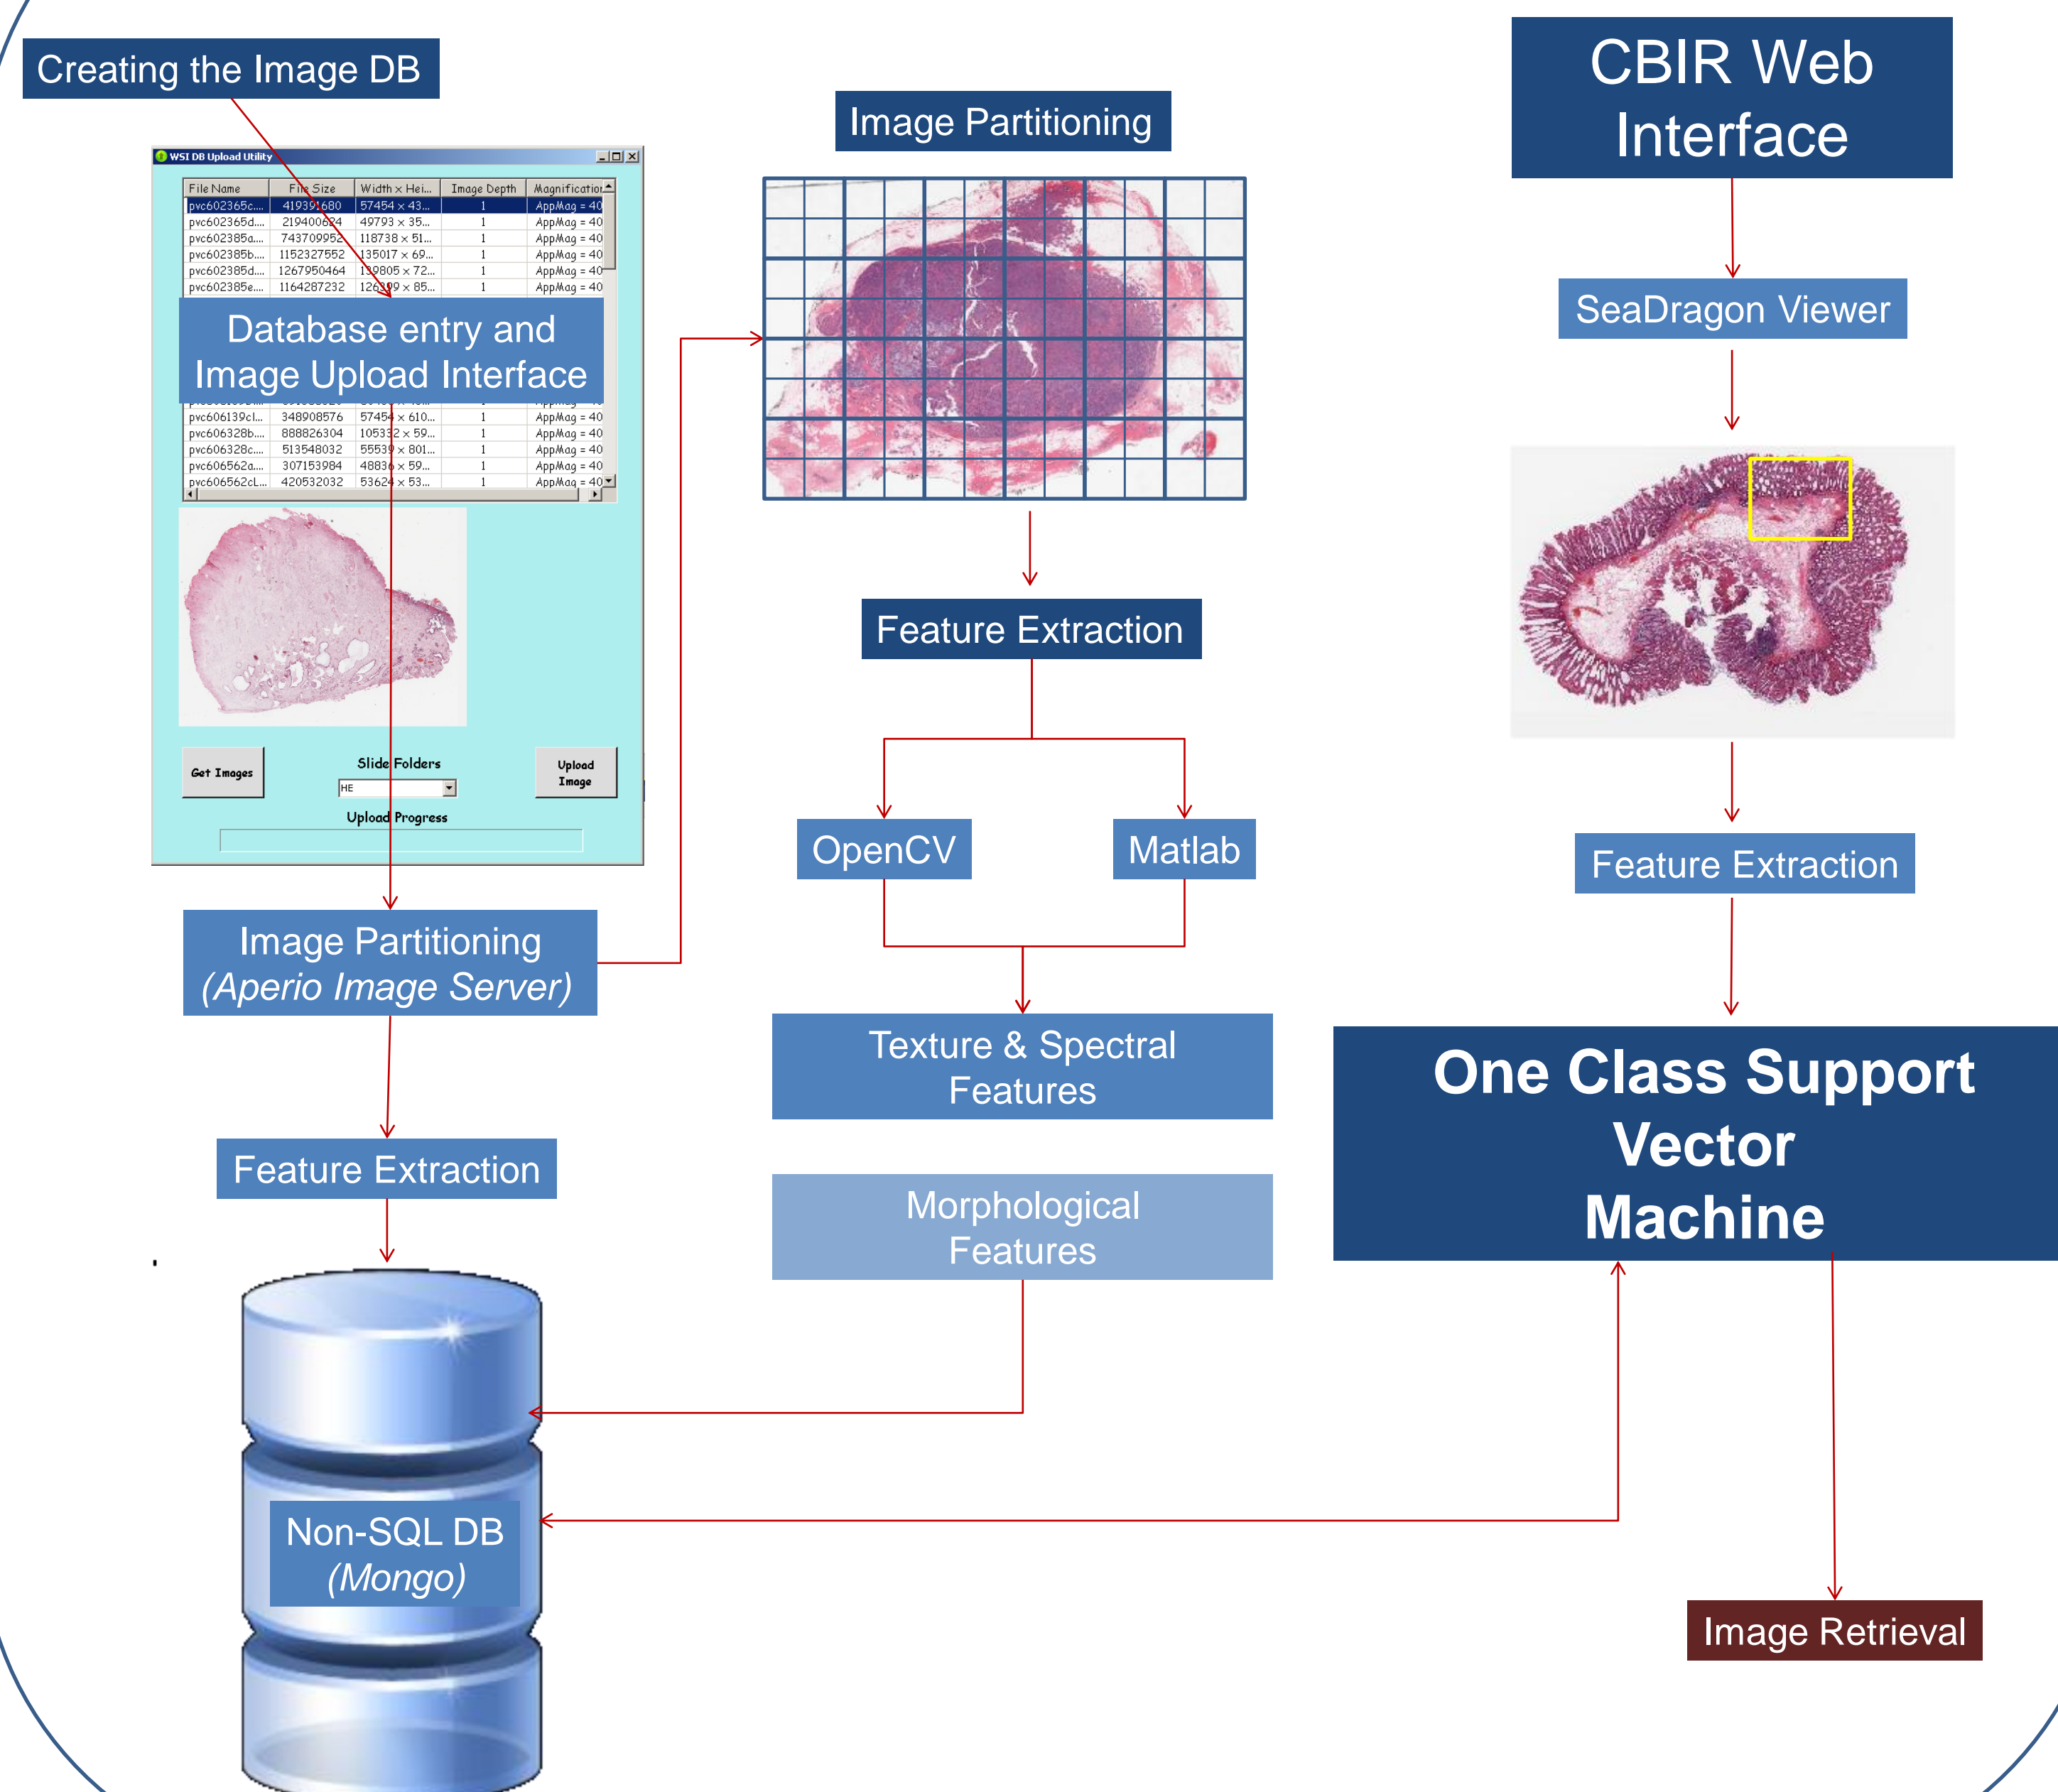 Creating the Image DB
WSI DB Upload Utility
File Name File Size Width × Hei... Image Depth Magnification
pvc602365c.... 419391680 57454 × 43... 1 AppMag = 40
pvc602365d.... 219400624 49793 × 35... 1 AppMag = 40
pvc602385a.... 743709952 118738 × 51... 1 AppMag = 40
pvc602385b.... 1152327552 135017 × 69... 1 AppMag = 40
pvc602385d.... 1267950464 139805 × 72... 1 AppMag = 40
pvc602385e.... 1164287232 126399 × 85... 1 AppMag = 40
Database entry and
Image Upload Interface
pvc606139cl... 348908576 57454 × 610... 1 AppMag = 40
pvc606328b.... 888826304 105332 × 59... 1 AppMag = 40
pvc606328c.... 513548032 55539 × 801... 1 AppMag = 40
pvc606562a.... 307153984 48836 × 59... 1 AppMag = 40
pvc606562cL... 420532032 53624 × 53... 1 AppMag = 40
Get Images
Slide Folders
HE
Upload
Image
Upload Progress
Image Partitioning
(Aperio Image Server)
Feature Extraction
Non-SQL DB
(Mongo)
Image Partitioning
Feature Extraction
OpenCV
Matlab
Texture & Spectral
Features
Morphological
Features
CBIR Web
Interface
SeaDragon Viewer
Feature Extraction
One Class Support
Vector
Machine
Image Retrieval